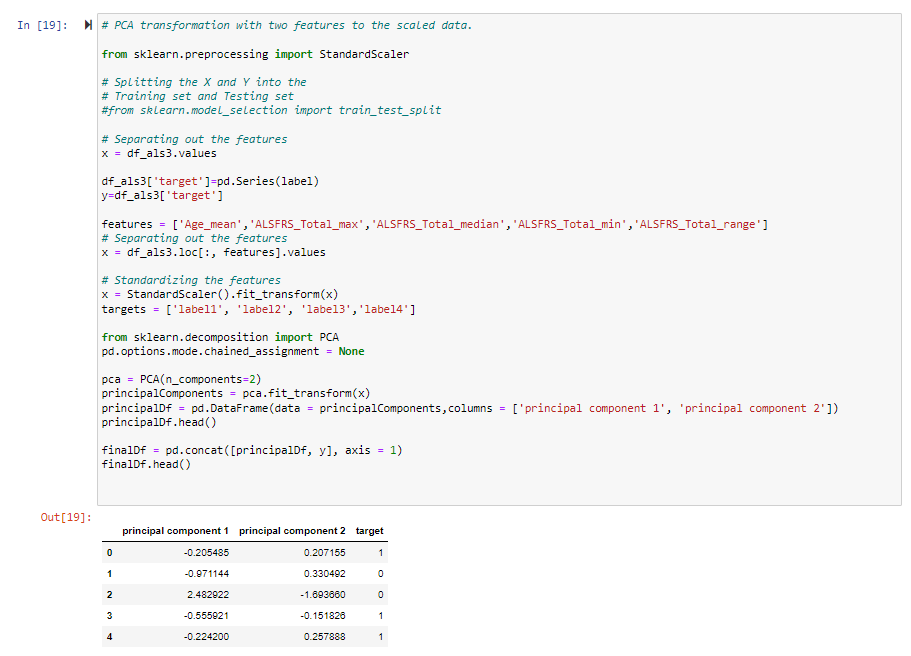 In [19]:
# PCA transformation with two features to the scaled data.
from sklearn.preprocessing import StandardScaler
# Splitting the X and Y into the
# Training set and Testing set
#from sklearn.model_selection import train_test_split
# Separating out the features
x = df_als3.values
df_als3['target']=pd.Series(label)
y=df_als3['target']
features = ['Age_mean','ALSFRS_Total_max','ALSFRS_Total_median','ALSFRS_Total_min','ALSFRS_Total_range']
# Separating out the features
x = df_als3.loc[:, features].values
# Standardizing the features
x = StandardScaler().fit_transform(x)
targets = ['label1', 'label2', 'label3','label4']
from sklearn.decomposition import PCA
pd.options.mode.chained_assignment = None
pca = PCA(n_components=2)
principalComponents = pca.fit_transform(x)
principalDf = pd.DataFrame(data = principalComponents,columns = ['principal component 1', 'principal component 2'])
principalDf.head()
finalDf = pd.concat([principalDf, y], axis = 1)
finalDf.head()
Out[19]:
principal component 1 principal component 2 target
0 -0.205485 0.207155 1
1 -0.971144 0.330492 0
2 2.482922 -1.693660 0
3 -0.555921 -0.151826 1
4 -0.224200 0.257888 1